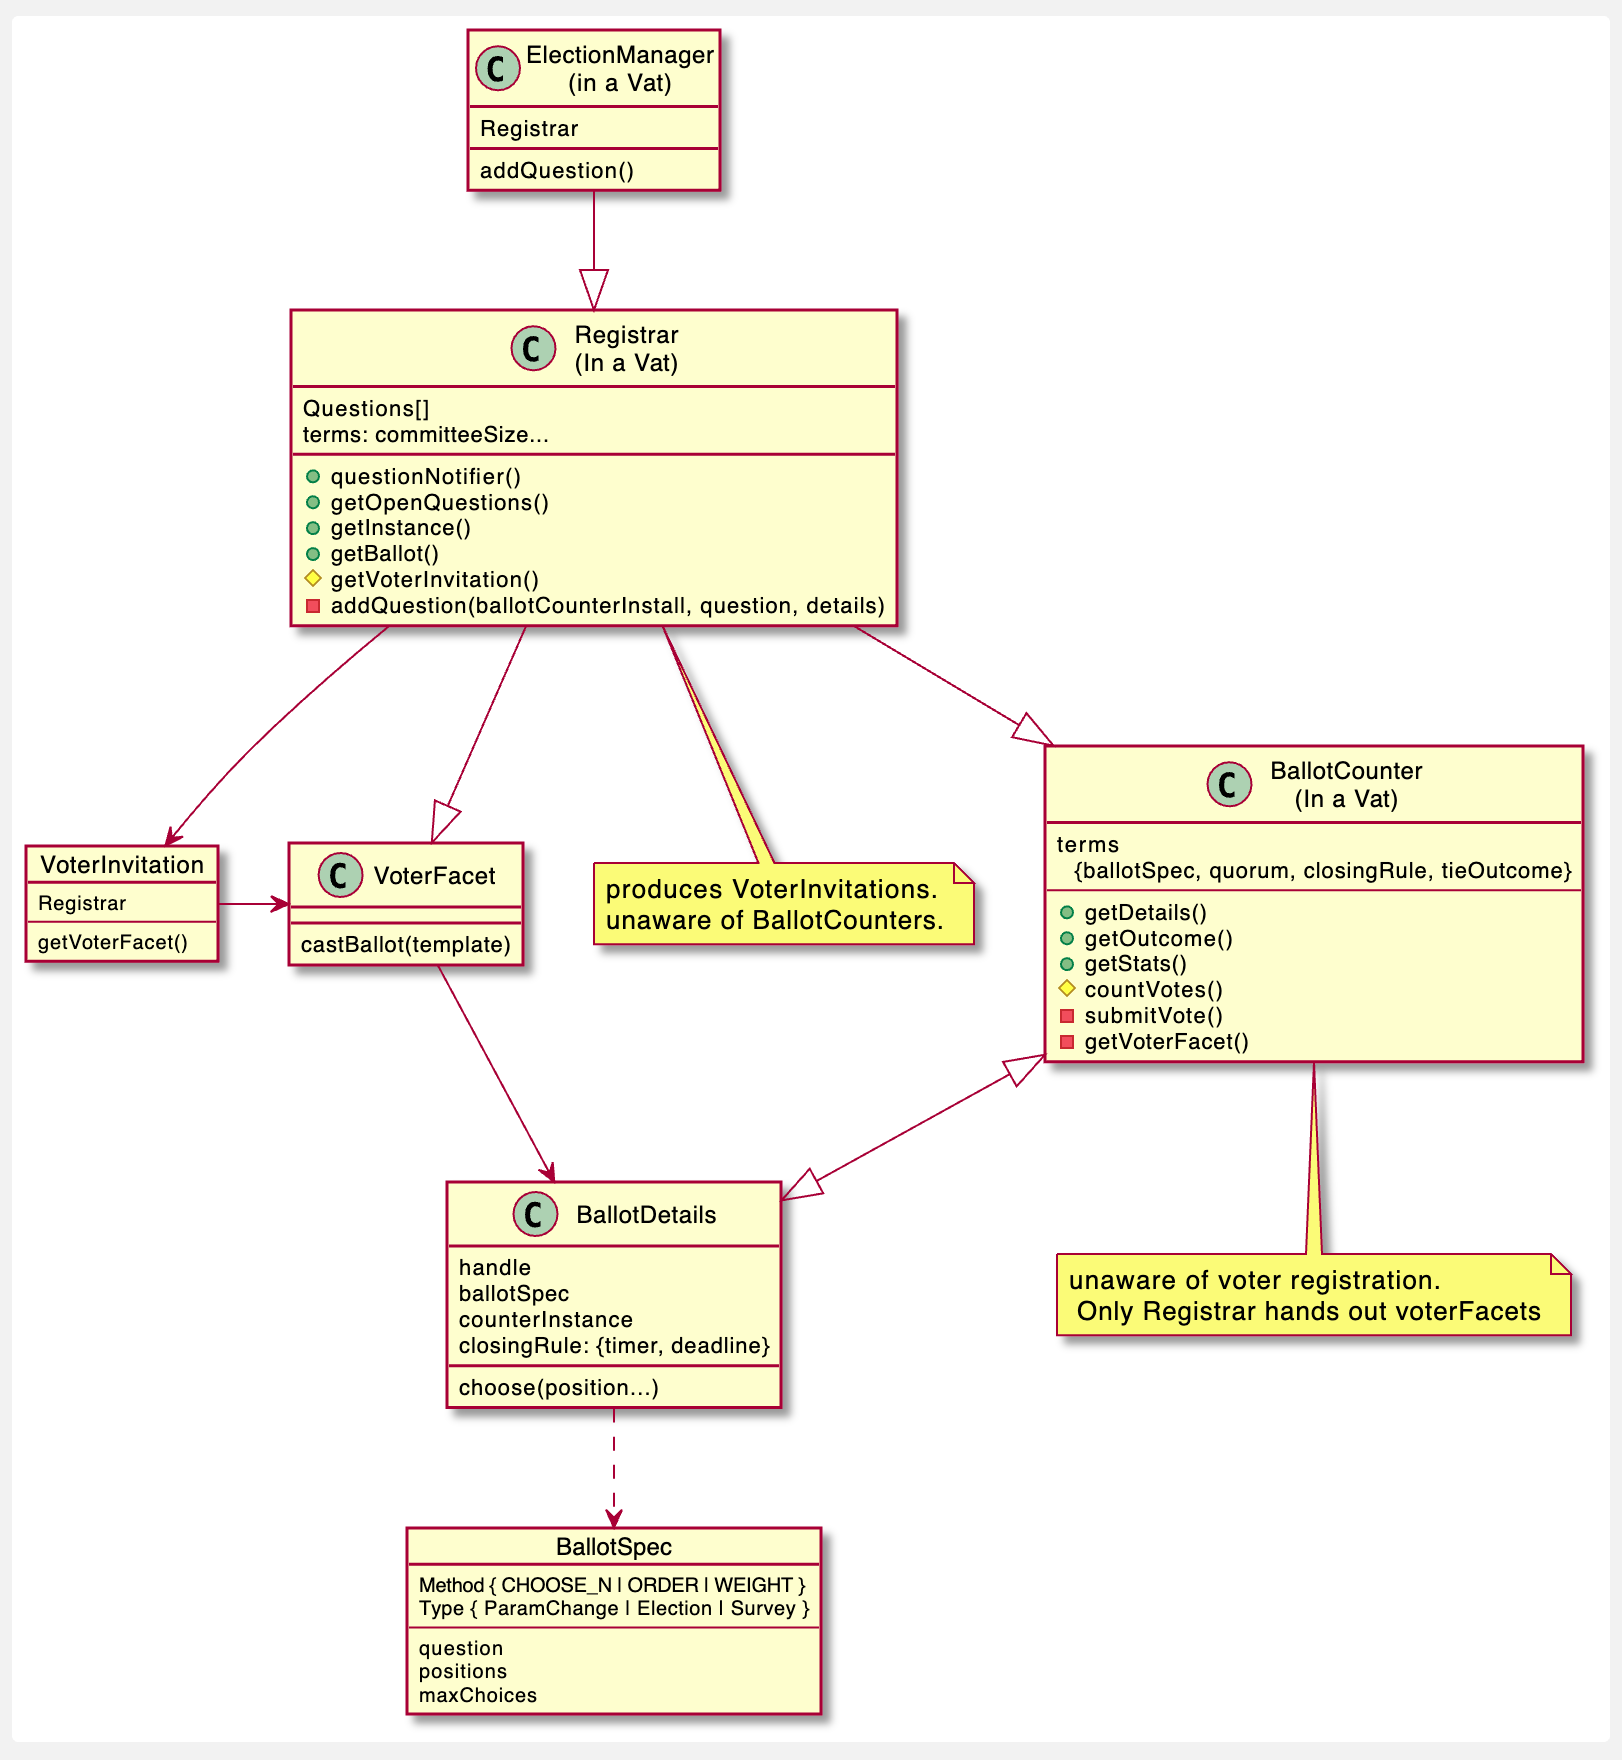 C
ElectionManager
(in a Vat)
Registrar
addQuestion()
C
Registrar
(In a Vat)
Questions[]
terms: committeeSize...
questionNotifier()
getOpenQuestions()
getInstance()
getBallot()
getVoterInvitation()
addQuestion(ballotCounterInstall, question, details)
VoterInvitation
Registrar
getVoterFacet()
C
VoterFacet
castBallot(template)
produces VoterInvitations.
unaware of BallotCounters.
C
BallotCounter
(In a Vat)
terms
{ballotSpec, quorum, closingRule, tieOutcome}
getDetails()
getOutcome()
getStats()
countVotes()
submitVote()
getVoterFacet()
C
BallotDetails
handle
ballotSpec
counterInstance
closingRule: {timer, deadline}
choose(position...)
unaware of voter registration.
Only Registrar hands out voterFacets
BallotSpec
Method { CHOOSE_N | ORDER | WEIGHT }
Type { ParamChange | Election | Survey }
question
positions
maxChoices